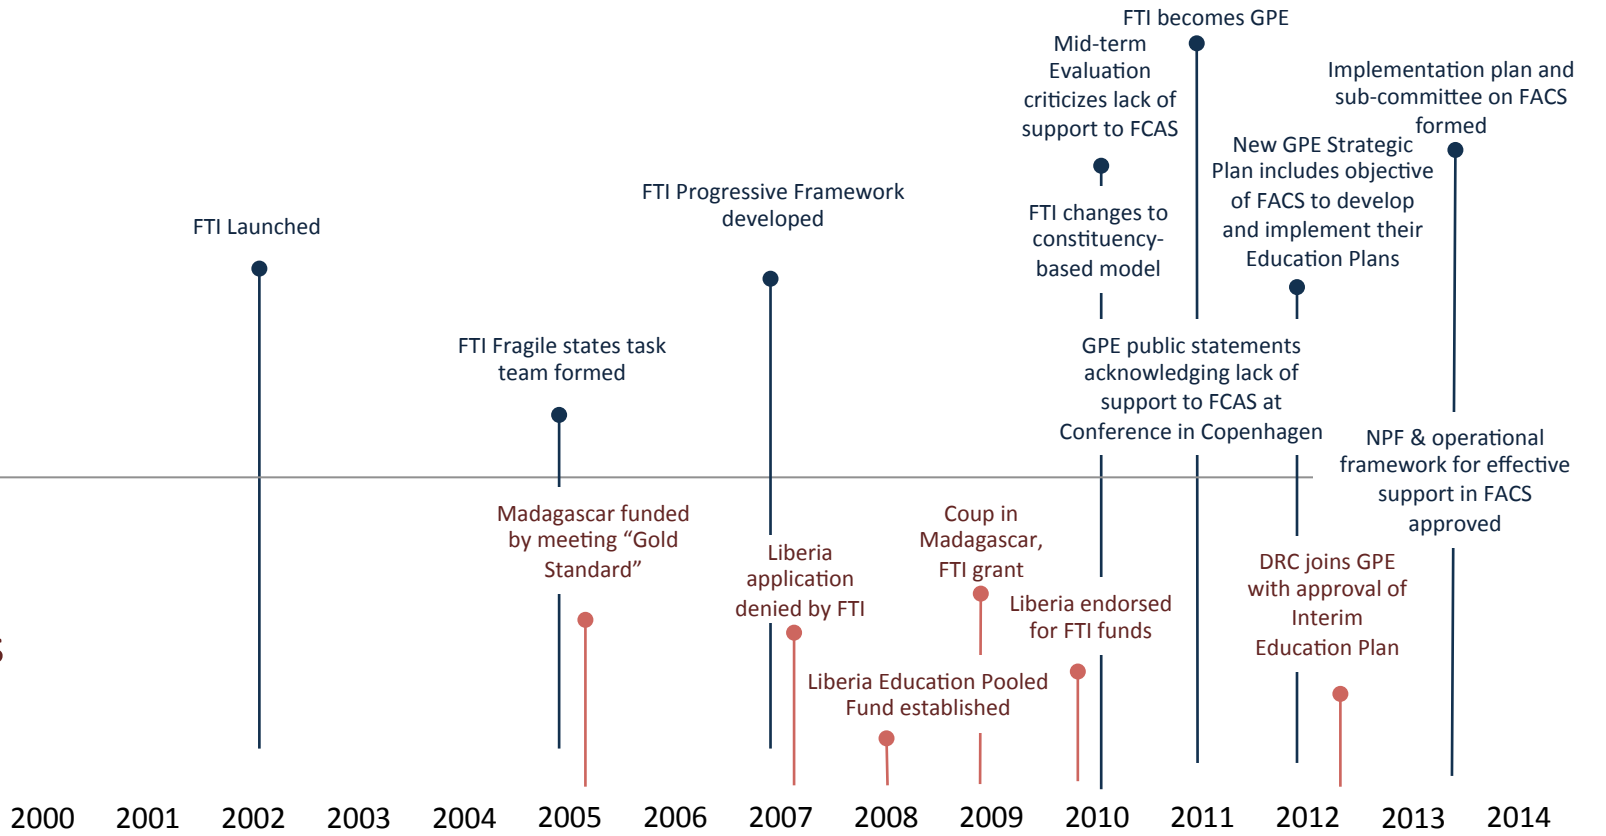 FTI becomes GPE
Mid-term
Evaluation
criticizes lack of
support to FCAS
Implementation plan and
sub-committee on FACS
formed
New GPE Strategic
Plan includes objective
of FACS to develop
and implement their
Education Plans
FTI Progressive Framework
developed
FTI Launched
FTI changes to
constituency-
based model
FTI Fragile states task
team formed
GPE public statements
acknowledging lack of
support to FCAS at
Conference in Copenhagen
NPF & operational
framework for effective
support in FACS
approved
Madagascar funded
by meeting “Gold
Standard”
Liberia
application
denied by FTI
Coup in
Madagascar,
FTI grant
Liberia endorsed
for FTI funds
DRC joins GPE
with approval of
Interim
Education Plan
Liberia Education Pooled
Fund established
2000 2001 2002 2003 2004 2005 2006 2007 2008 2009 2010 2011 2012 2013 2014